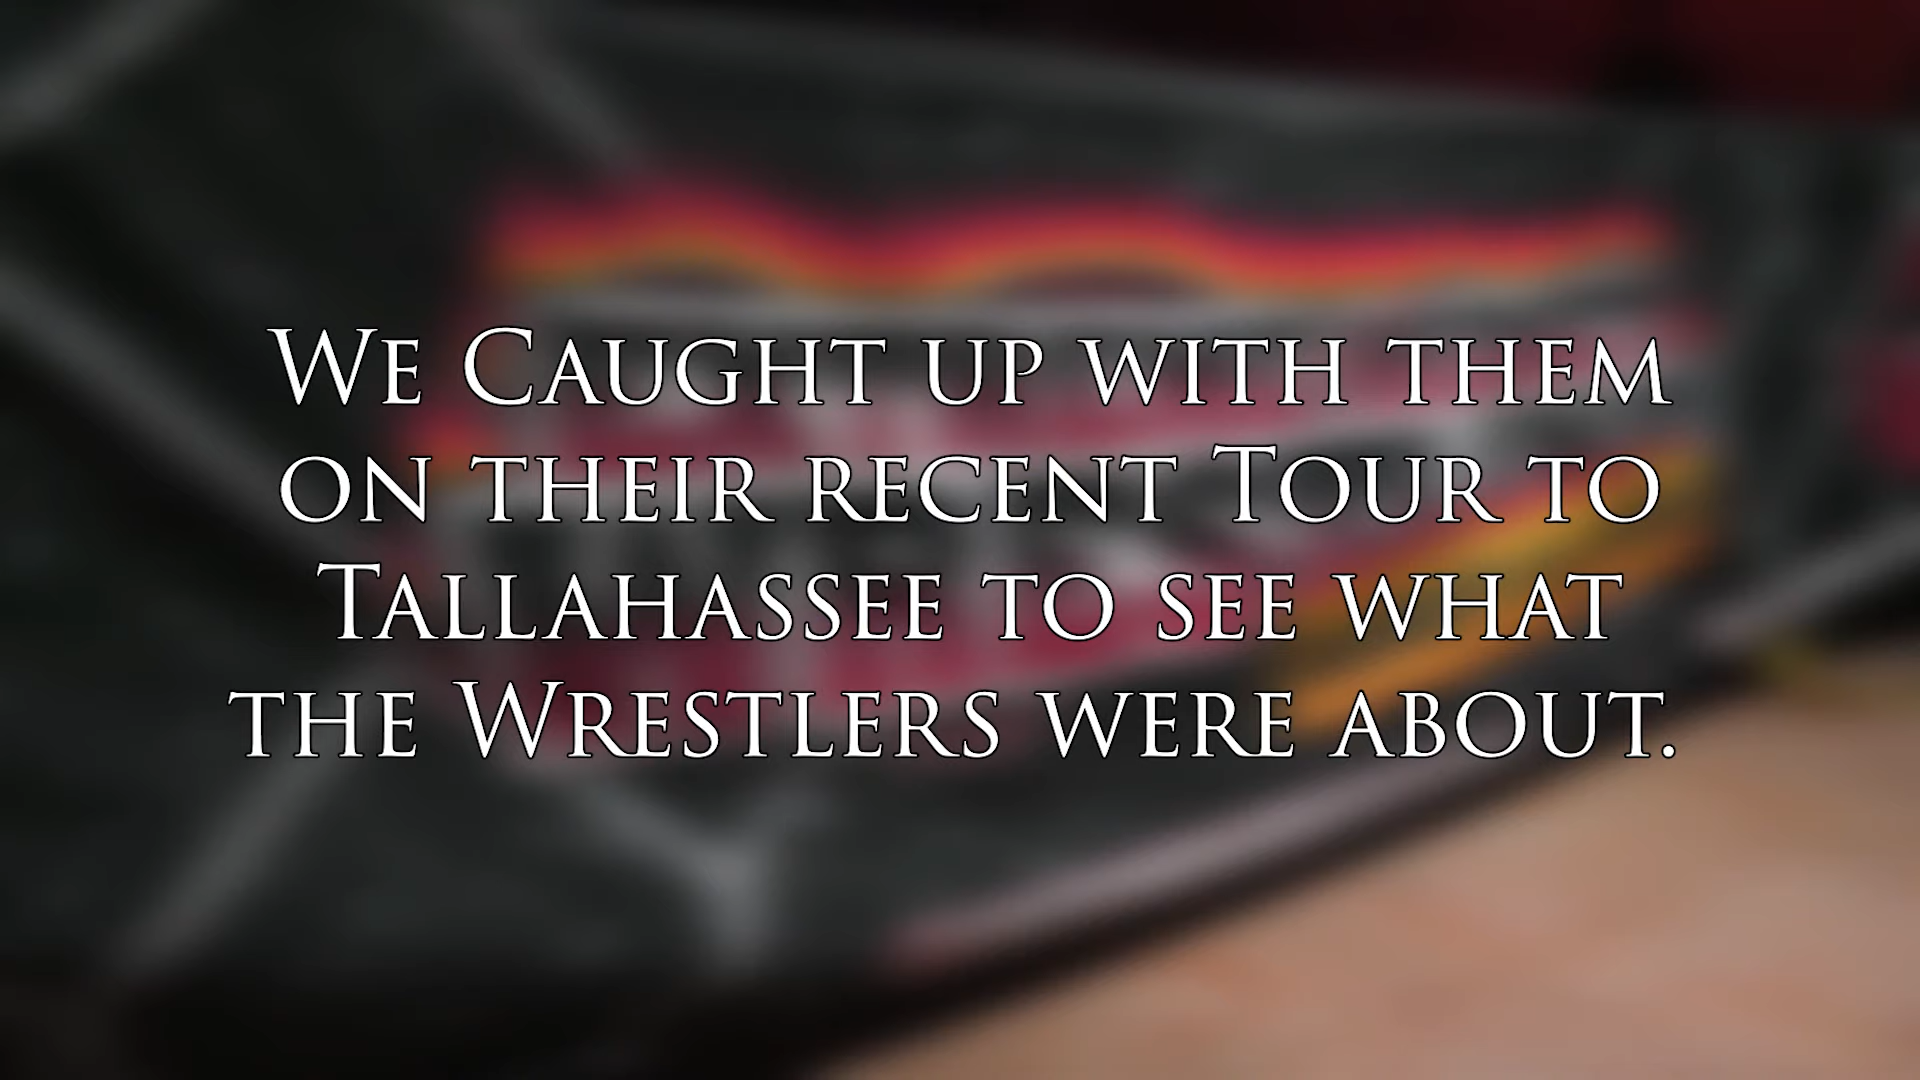 We Caught up with them
on their recent Tour to
Tallahassee to see what
the Wrestlers were about.